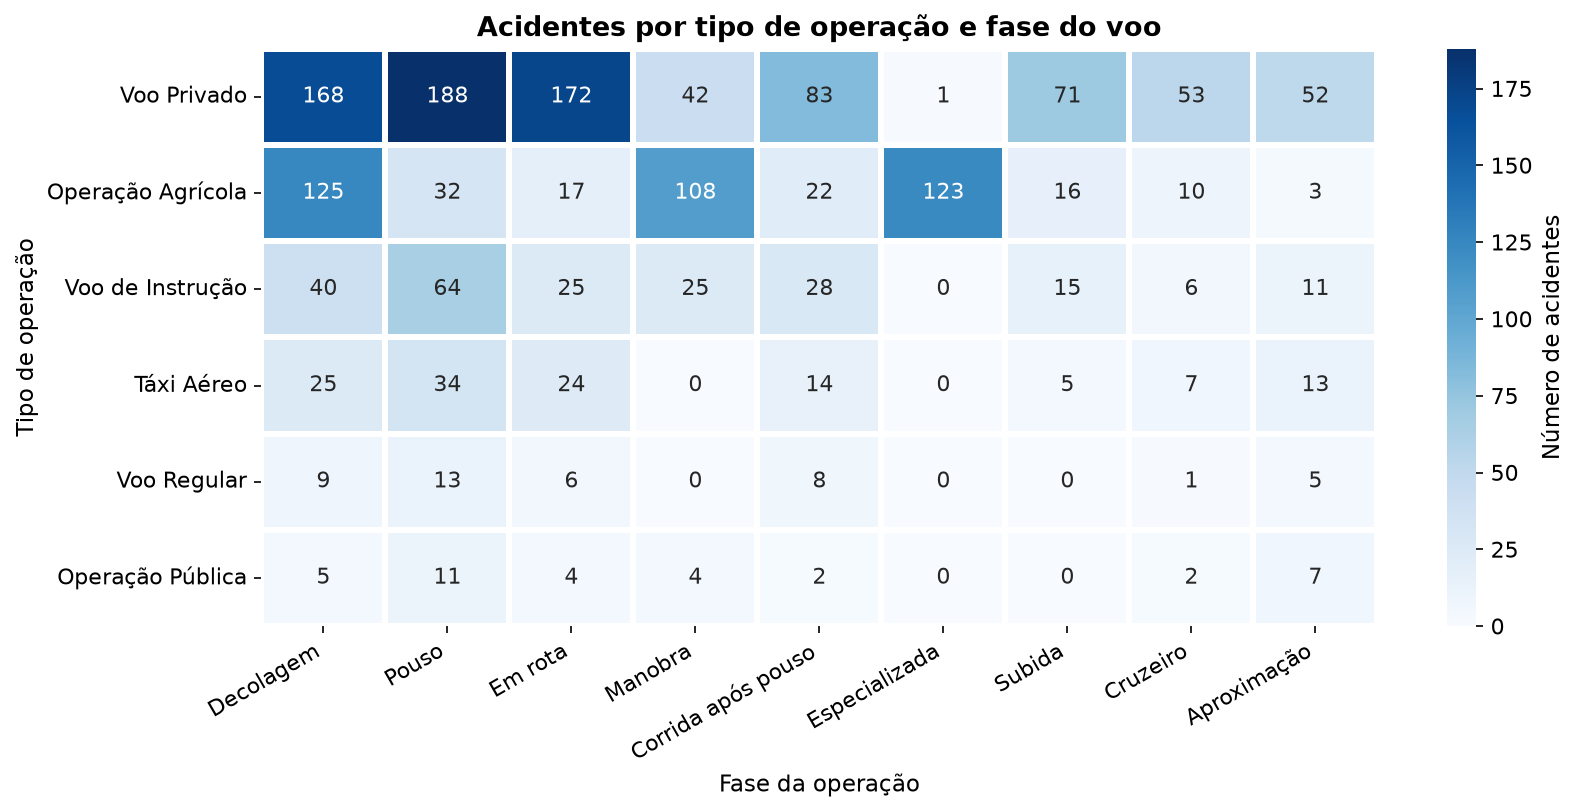 Acidentes por tipo de operação e fase do voo
Tipo de operação
Voo Privado 168 188 172 42 83 1 71 53 52
Operação Agrícola 125 32 17 108 22 123 16 10 3
Voo de Instrução 40 64 25 25 28 0 15 6 11
Táxi Aéreo 25 34 24 0 14 0 5 7 13
Voo Regular 9 13 6 0 8 0 0 1 5
Operação Pública 5 11 4 4 2 0 0 2 7
Decolagem Pouso Em rota Manobra Corrida após pouso Especializada Subida Cruzeiro Aproximação
Fase da operação
175
150
125
100
75
50
25
0
Número de acidentes